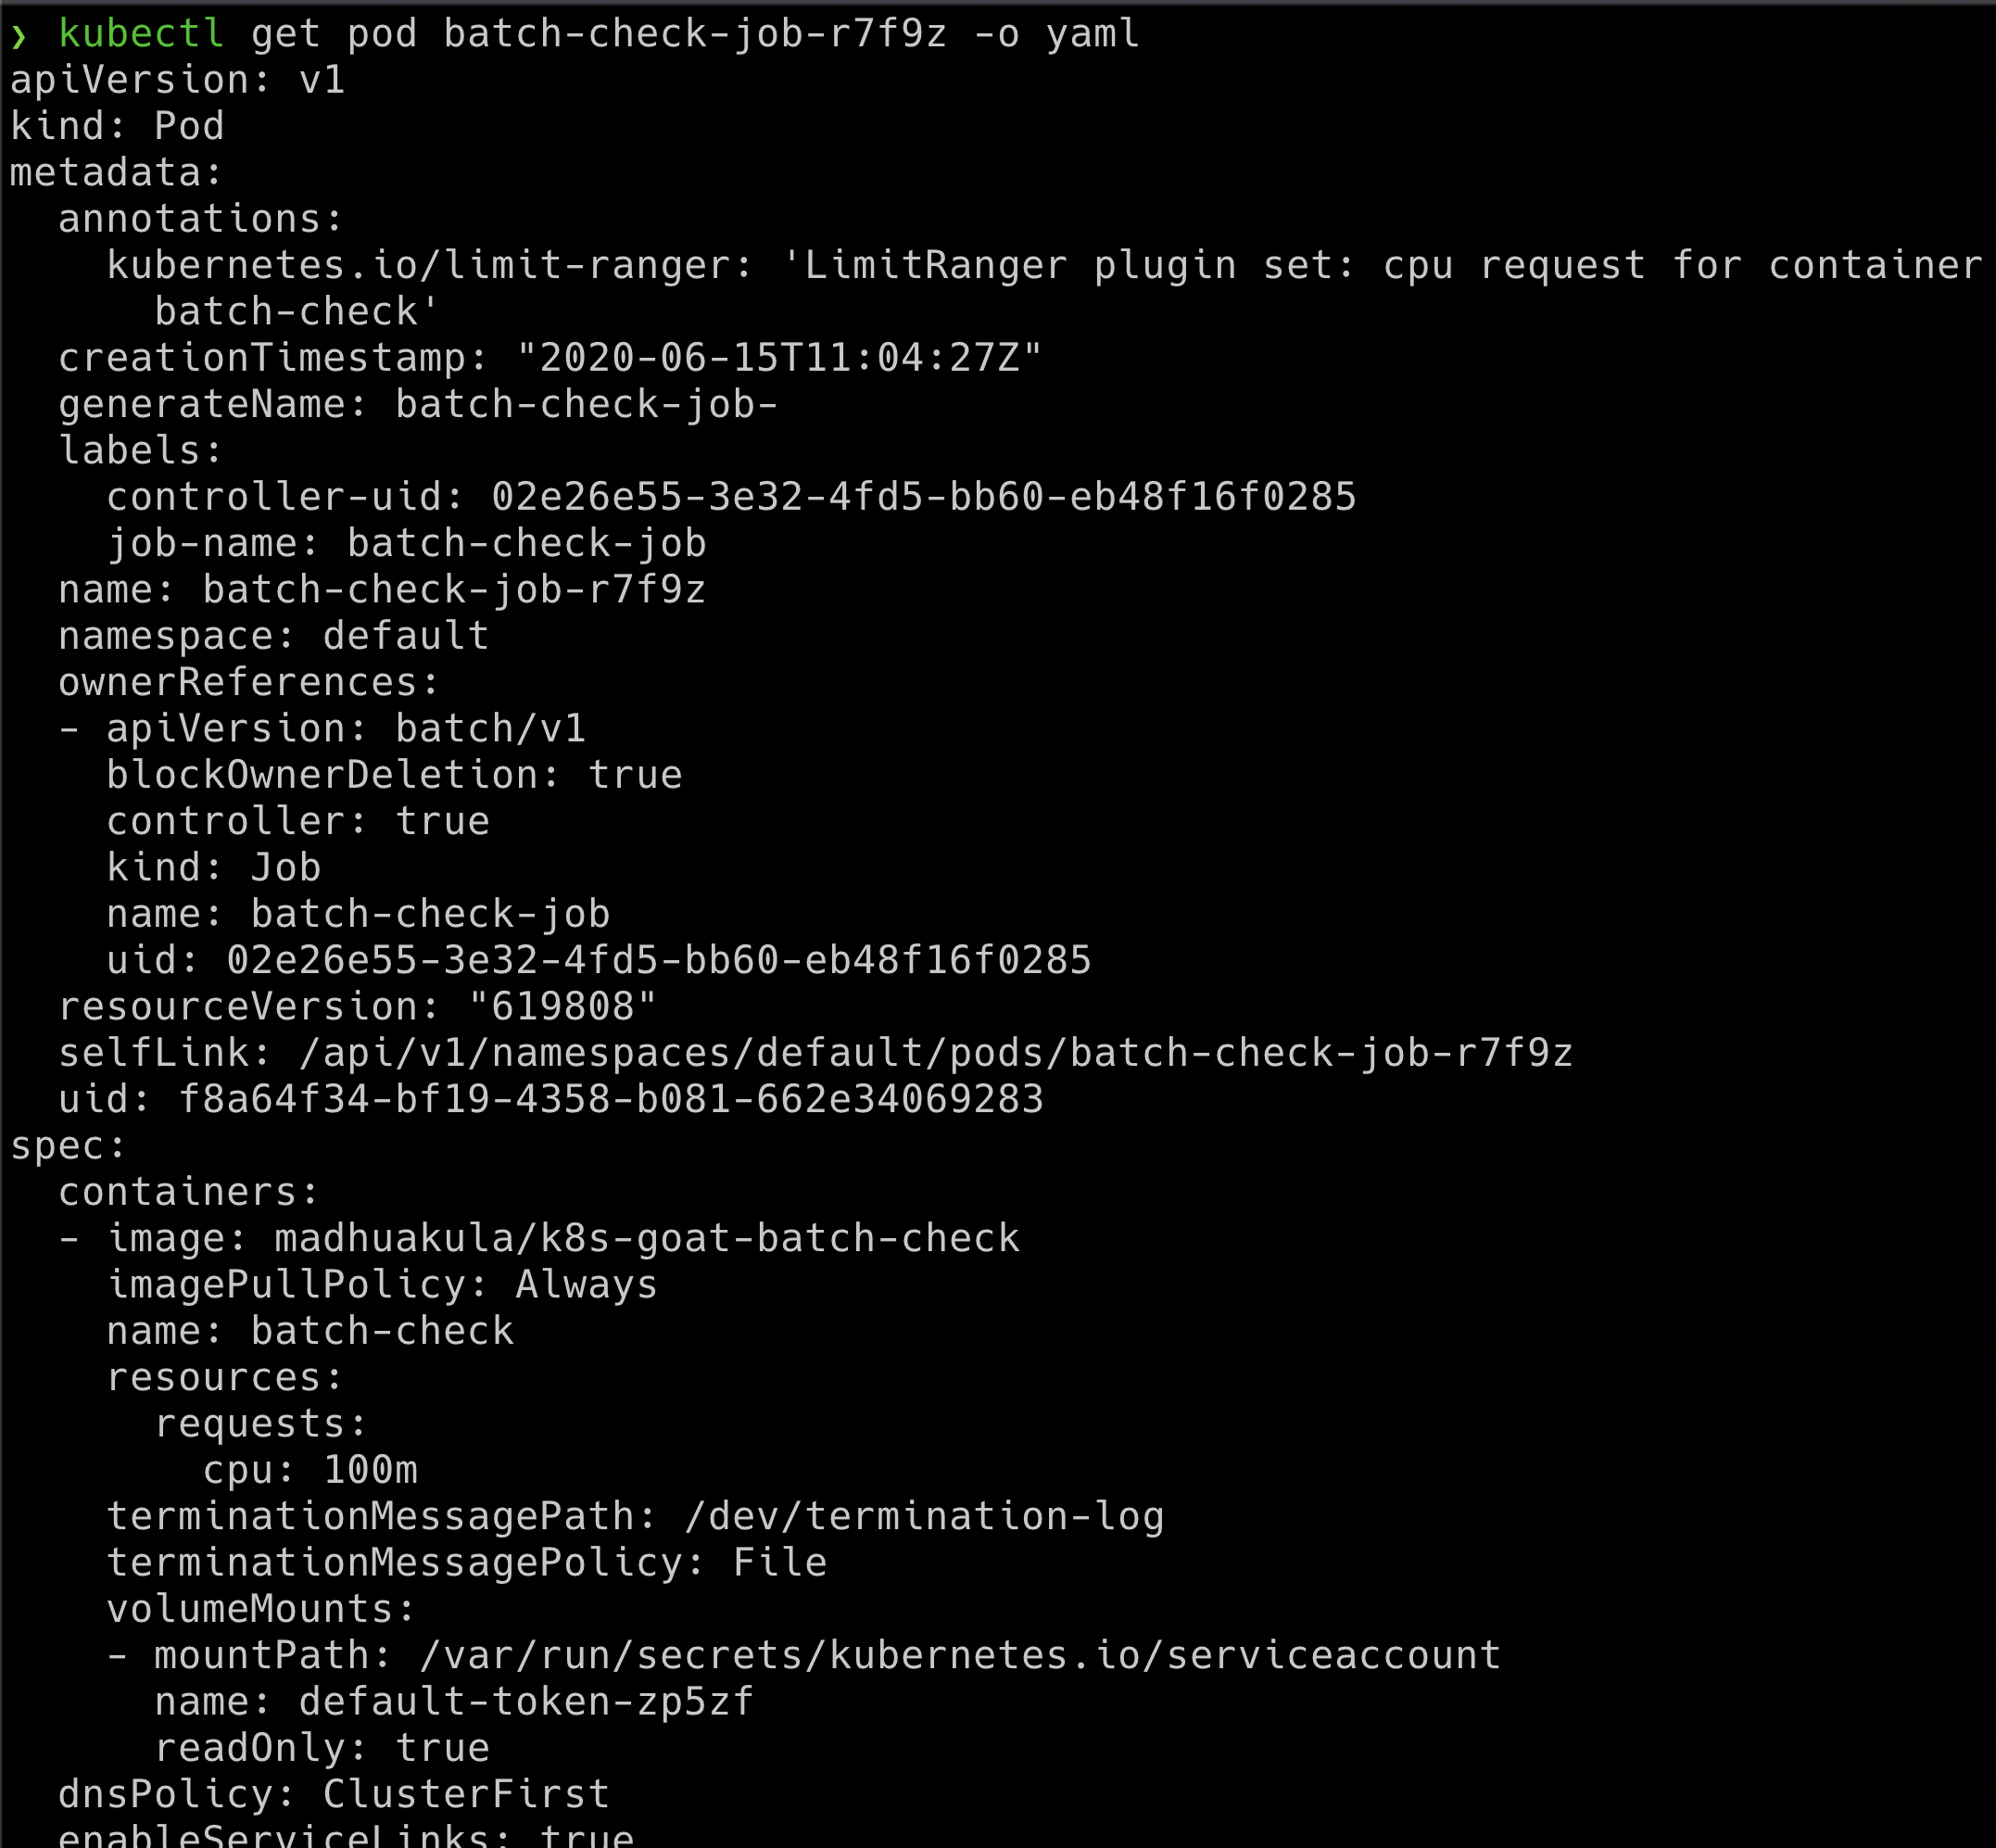 ❯ kubectl get pod batch-check-job-r7f9z -o yaml
apiVersion: v1
kind: Pod
metadata:
  annotations:
    kubernetes.io/limit-ranger: 'LimitRanger plugin set: cpu request for container
      batch-check'
  creationTimestamp: "2020-06-15T11:04:27Z"
  generateName: batch-check-job-
  labels:
    controller-uid: 02e26e55-3e32-4fd5-bb60-eb48f16f0285
    job-name: batch-check-job
  name: batch-check-job-r7f9z
  namespace: default
  ownerReferences:
  - apiVersion: batch/v1
    blockOwnerDeletion: true
    controller: true
    kind: Job
    name: batch-check-job
    uid: 02e26e55-3e32-4fd5-bb60-eb48f16f0285
  resourceVersion: "619808"
  selfLink: /api/v1/namespaces/default/pods/batch-check-job-r7f9z
  uid: f8a64f34-bf19-4358-b081-662e34069283
spec:
  containers:
  - image: madhuakula/k8s-goat-batch-check
    imagePullPolicy: Always
    name: batch-check
    resources:
      requests:
        cpu: 100m
    terminationMessagePath: /dev/termination-log
    terminationMessagePolicy: File
    volumeMounts:
    - mountPath: /var/run/secrets/kubernetes.io/serviceaccount
      name: default-token-zp5zf
      readOnly: true
  dnsPolicy: ClusterFirst
  enableServiceLinks: true